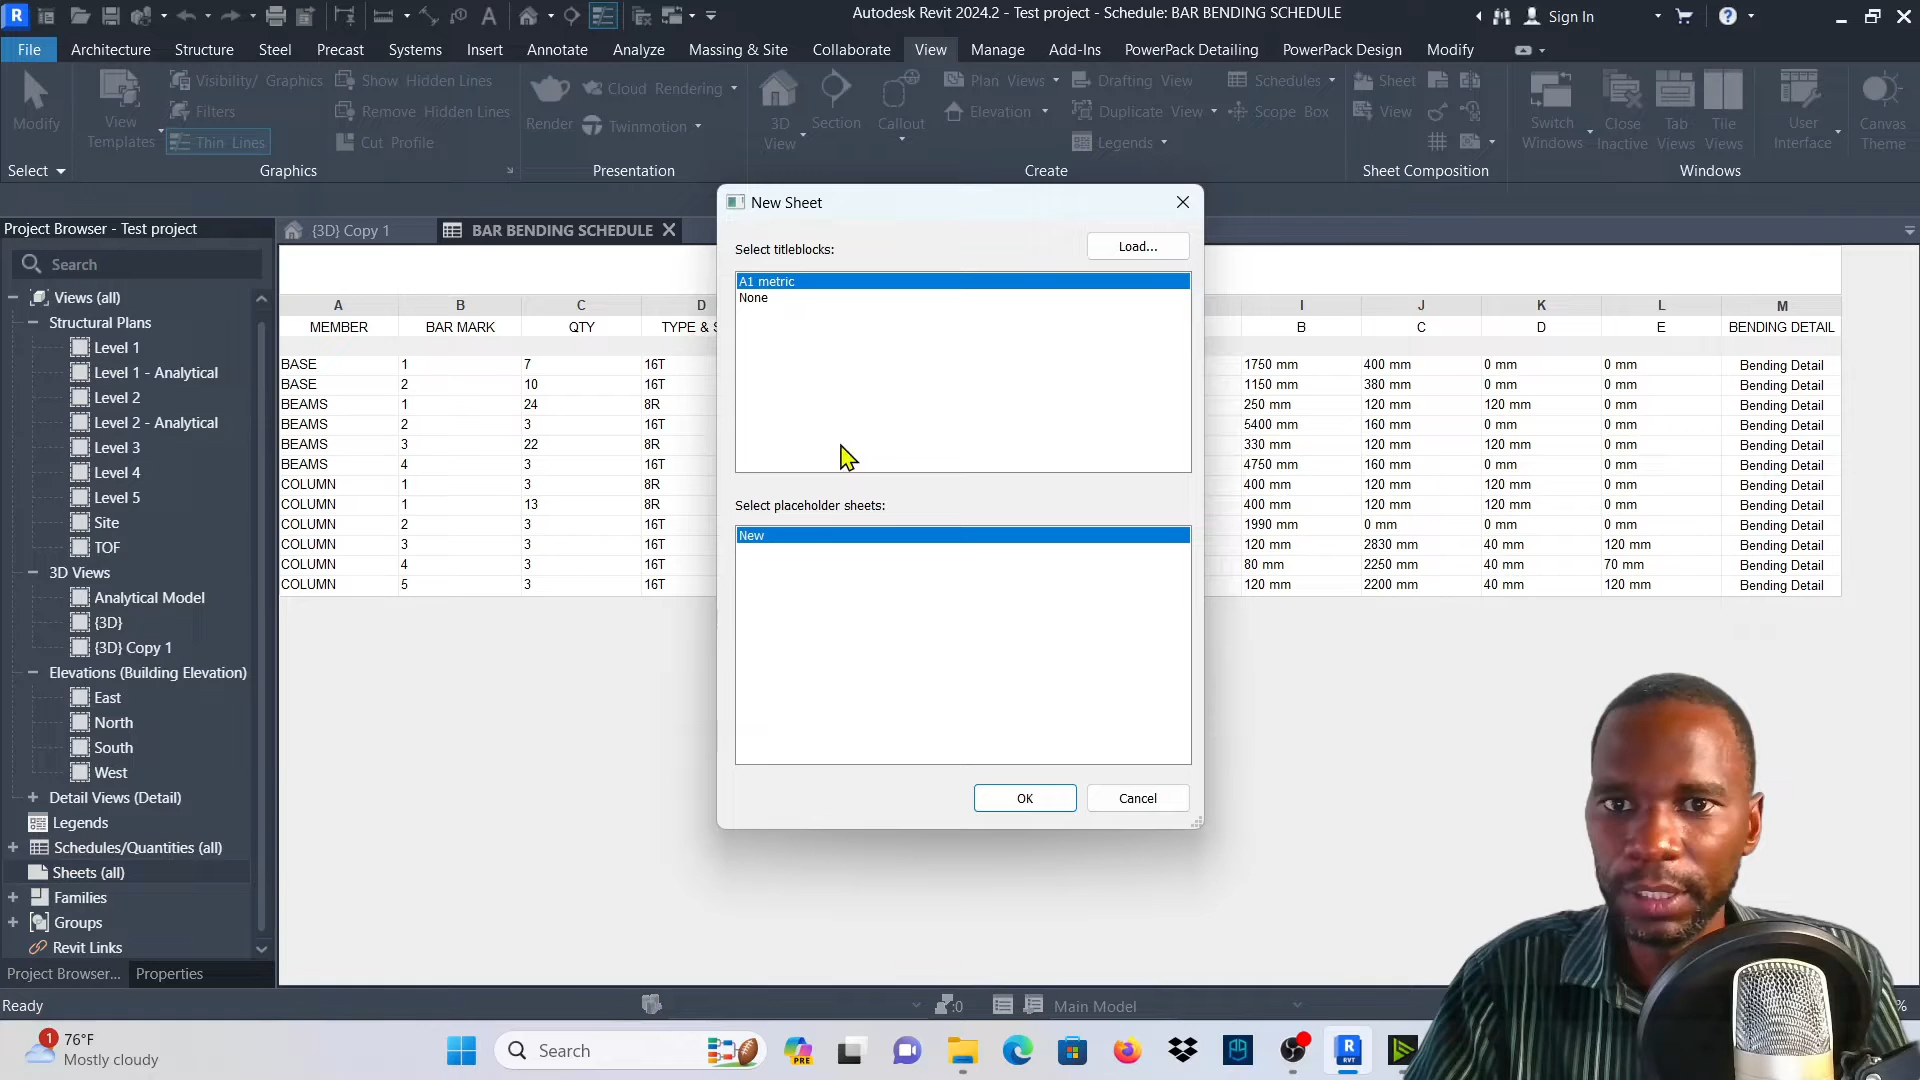 Autodesk Revit 2024.2 - Test project - Schedule: BAR BENDING SCHEDULE
Sign In
File Architecture Structure Steel Precast Systems Insert Annotate Analyze Massing & Site Collaborate View Manage Add-Ins PowerPack Detailing PowerPack Design Modify
Modify
View Templates
Visibility/ Graphics
Filters
Thin Lines
Show Hidden Lines
Remove Hidden Lines
Cut Profile
Render
Cloud Rendering
Twinmotion
3D View
Section
Callout
Plan Views
Elevation
Drafting View
Duplicate View
Legends
Schedules
Scope Box
Sheet
View
Switch Windows
Close Inactive
Tab Views
Tile Views
User Interface
Canvas Theme
Select
Graphics
Presentation
Create
Sheet Composition
Windows
Project Browser - Test project
Search
Views (all)
Structural Plans
Level 1
Level 1 - Analytical
Level 2
Level 2 - Analytical
Level 3
Level 4
Level 5
Site
TOF
3D Views
Analytical Model
{3D}
{3D} Copy 1
Elevations (Building Elevation)
East
North
South
West
Detail Views (Detail)
Legends
Schedules/Quantities (all)
Sheets (all)
Families
Groups
Revit Links
Project Browser... Properties
{3D} Copy 1
BAR BENDING SCHEDULE
A B C D I J K L M
MEMBER BAR MARK QTY TYPE & S B C D E BENDING DETAIL
BASE 1 7 16T 1750 mm 400 mm 0 mm 0 mm Bending Detail
BASE 2 10 16T 1150 mm 380 mm 0 mm 0 mm Bending Detail
BEAMS 1 24 8R 250 mm 120 mm 120 mm 0 mm Bending Detail
BEAMS 2 3 16T 5400 mm 160 mm 0 mm 0 mm Bending Detail
BEAMS 3 22 8R 330 mm 120 mm 120 mm 0 mm Bending Detail
BEAMS 4 3 16T 4750 mm 160 mm 0 mm 0 mm Bending Detail
COLUMN 1 3 8R 400 mm 120 mm 120 mm 0 mm Bending Detail
COLUMN 1 13 8R 400 mm 120 mm 120 mm 0 mm Bending Detail
COLUMN 2 3 16T 1990 mm 0 mm 0 mm 0 mm Bending Detail
COLUMN 3 3 16T 120 mm 2830 mm 40 mm 120 mm Bending Detail
COLUMN 4 3 16T 80 mm 2250 mm 40 mm 70 mm Bending Detail
COLUMN 5 3 16T 120 mm 2200 mm 40 mm 120 mm Bending Detail
New Sheet
Select titleblocks:
Load...
A1 metric
None
Select placeholder sheets:
New
OK
Cancel
Ready
:0
Main Model
%
1
76°F
Mostly cloudy
Search
PRE
R
RVT